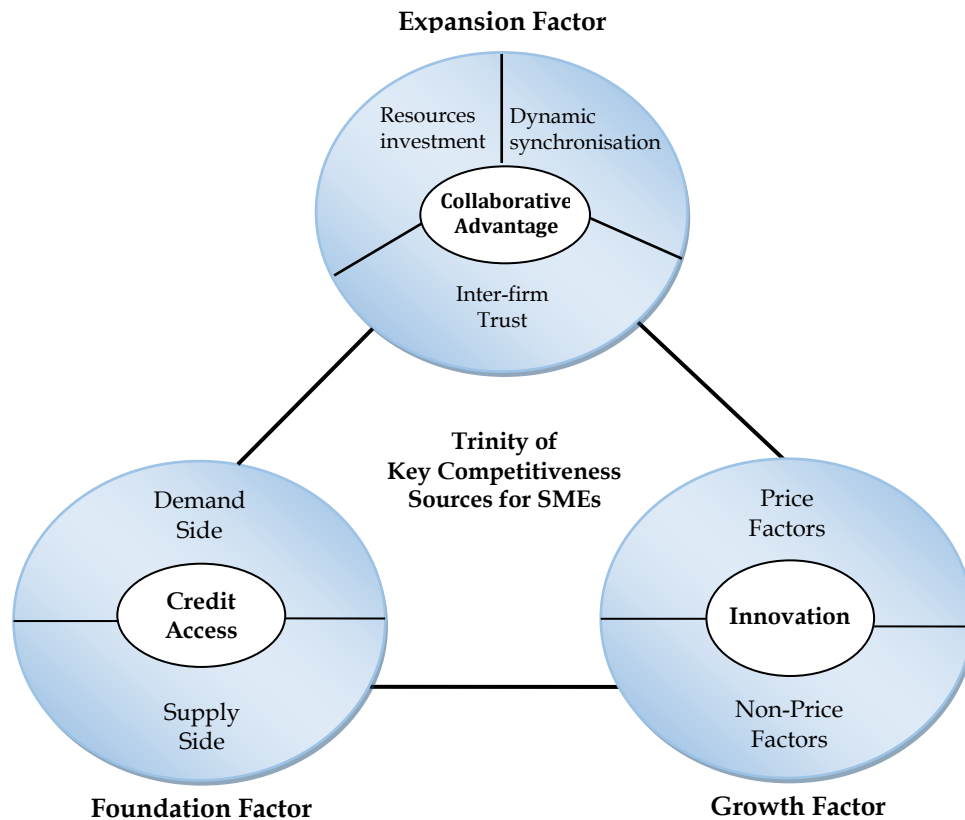 Expansion Factor
Resources
investment
Dynamic
synchronisation
Collaborative
Advantage
Inter-firm
Trust
Trinity of
Key Competitiveness
Sources for SMEs
Demand
Side
Credit
Access
Supply
Side
Foundation Factor
Price
Factors
Innovation
Non-Price
Factors
Growth Factor